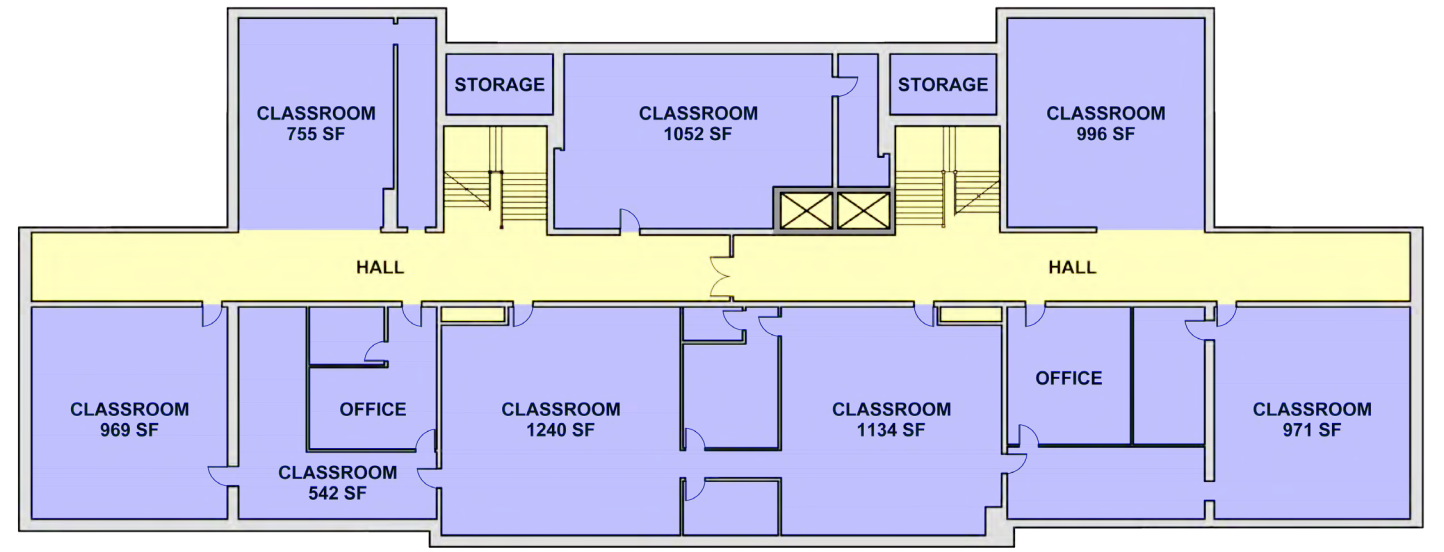 CLASSROOM
755 SF
STORAGE
CLASSROOM
1052 SF
STORAGE
CLASSROOM
996 SF
HALL
HALL
CLASSROOM
969 SF
OFFICE
CLASSROOM
542 SF
CLASSROOM
1240 SF
CLASSROOM
1134 SF
OFFICE
CLASSROOM
971 SF